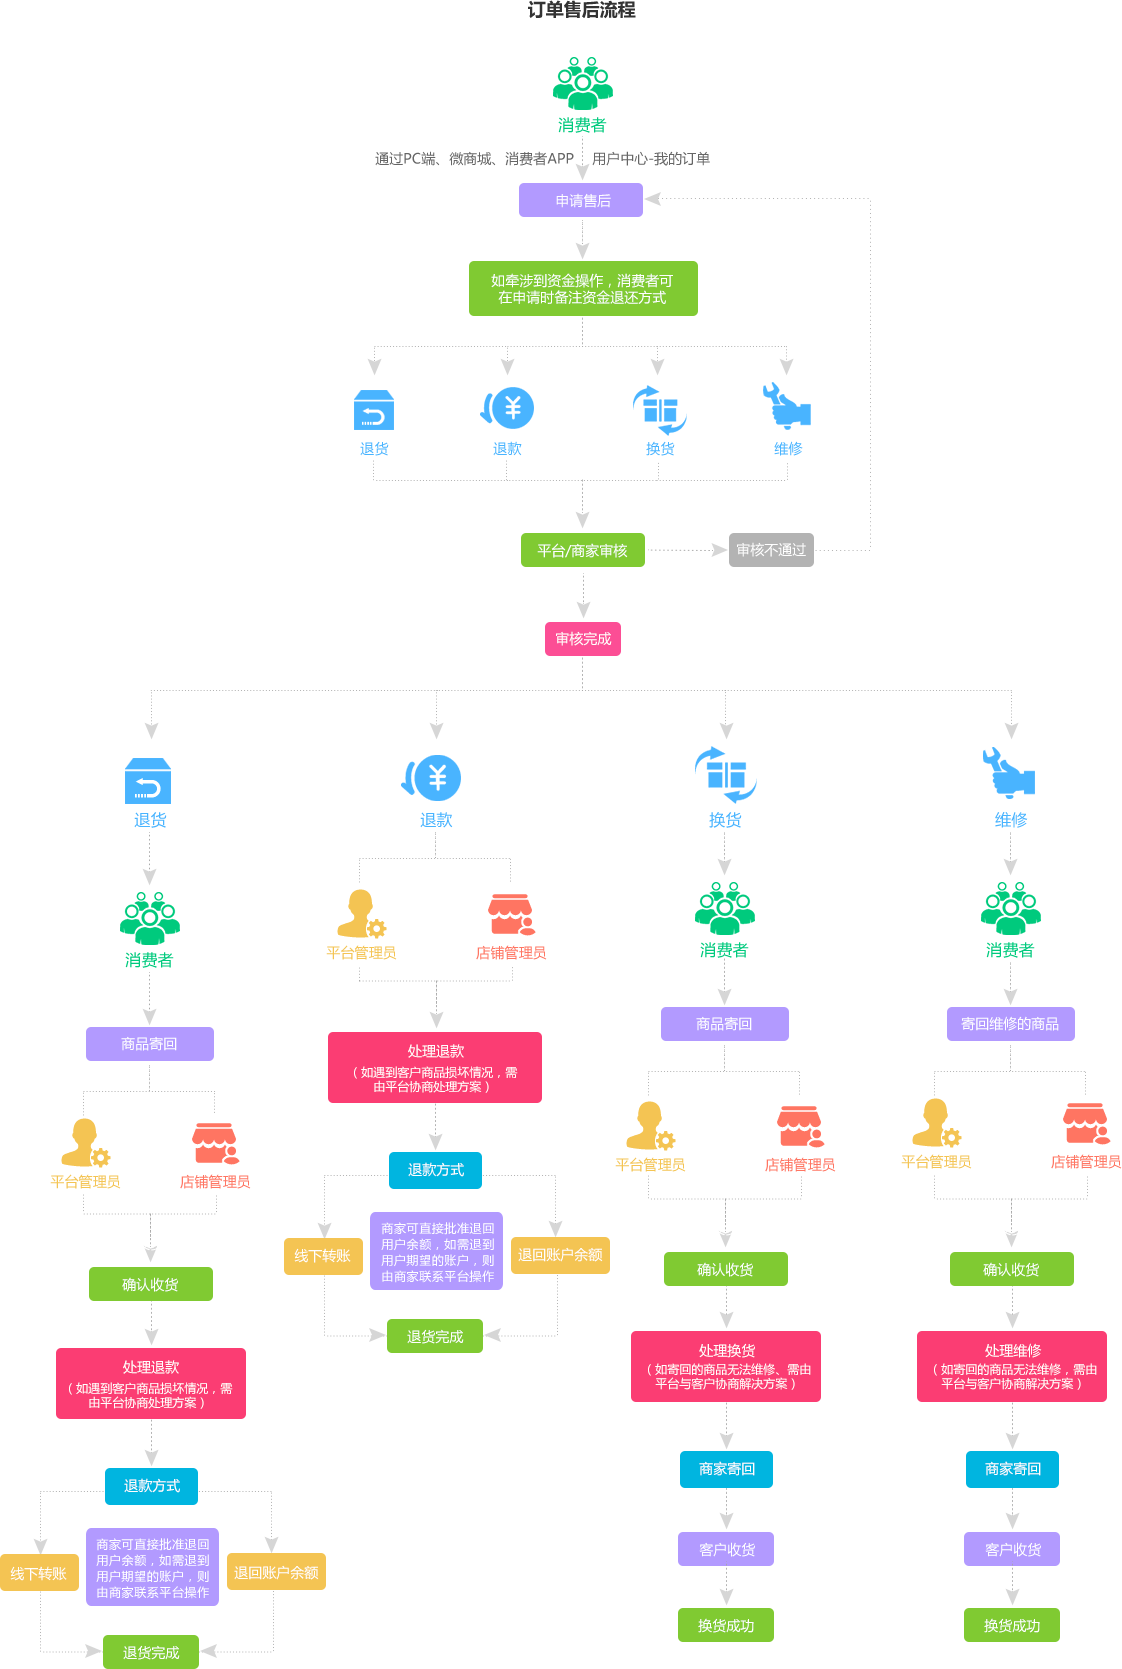 订单售后流程
消费者
通过PC端、微商城、消费者APP 用户中心-我的订单
申请售后
如牵涉到资金操作，消费者可
在申请时备注资金退还方式
退货
退款
换货
维修
平台/商家审核
审核不通过
审核完成
退货
消费者
商品寄回
平台管理员
店铺管理员
确认收货
处理退款
（如遇到客户商品损坏情况，需
由平台协商处理方案）
退款方式
商家可直接批准退回
用户余额，如需退到
用户期望的账户，则
由商家联系平台操作
线下转账
退回账户余额
退货完成
退款
平台管理员
店铺管理员
处理退款
（如遇到客户商品损坏情况，需
由平台协商处理方案）
退款方式
商家可直接批准退回
用户余额，如需退到
用户期望的账户，则
由商家联系平台操作
线下转账
退回账户余额
退货完成
换货
消费者
商品寄回
平台管理员
店铺管理员
确认收货
处理换货
（如寄回的商品无法维修、需由
平台与客户协商解决方案）
商家寄回
客户收货
换货成功
维修
消费者
寄回维修的商品
平台管理员
店铺管理员
确认收货
处理维修
（如寄回的商品无法维修，需由
平台与客户协商解决方案）
商家寄回
客户收货
换货成功